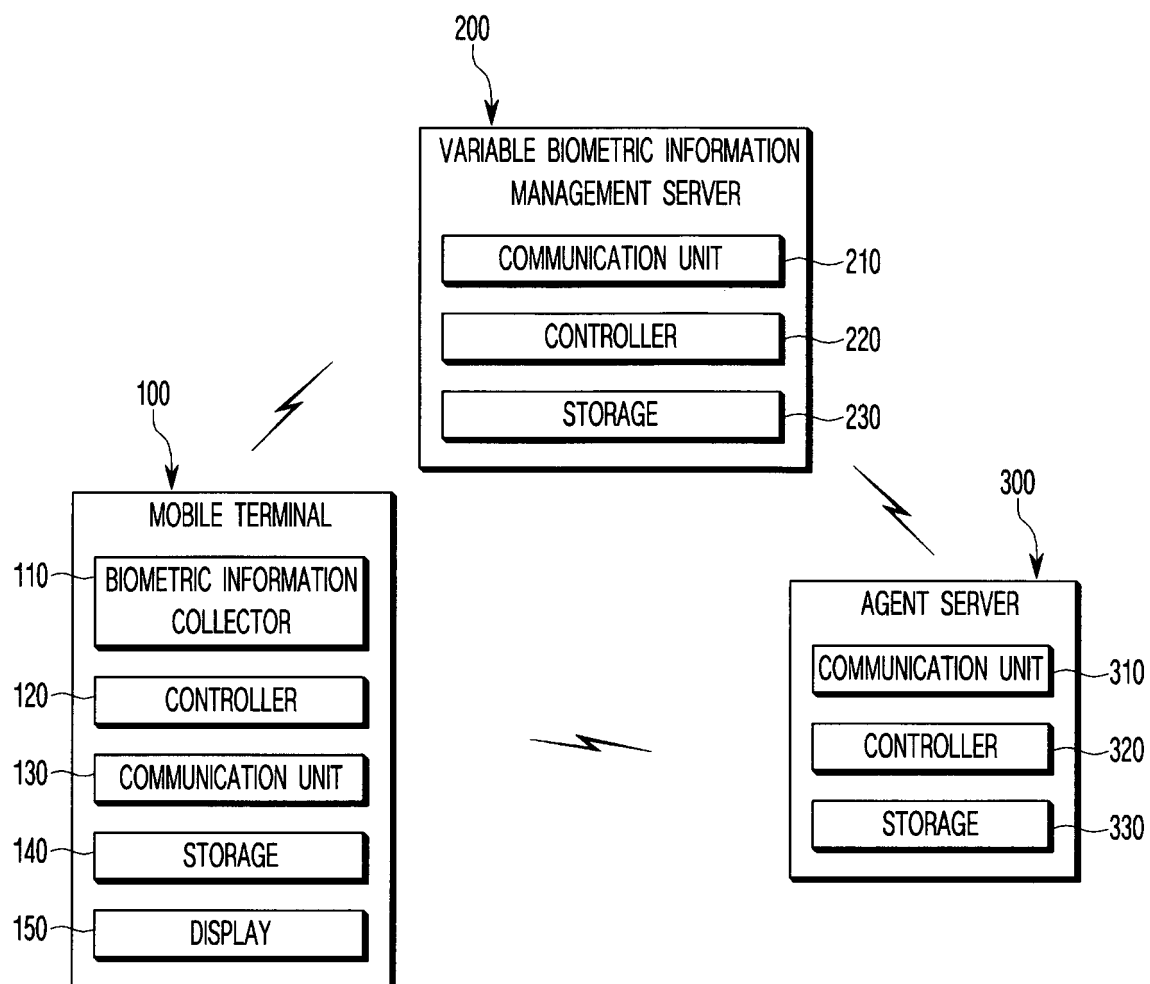 200
VARIABLE BIOMETRIC INFORMATION
MANAGEMENT SERVER
COMMUNICATION UNIT
210
CONTROLLER
220
STORAGE
230
100
MOBILE TERMINAL
110
BIOMETRIC INFORMATION
COLLECTOR
120
CONTROLLER
130
COMMUNICATION UNIT
140
STORAGE
150
DISPLAY
300
AGENT SERVER
COMMUNICATION UNIT
310
CONTROLLER
320
STORAGE
330